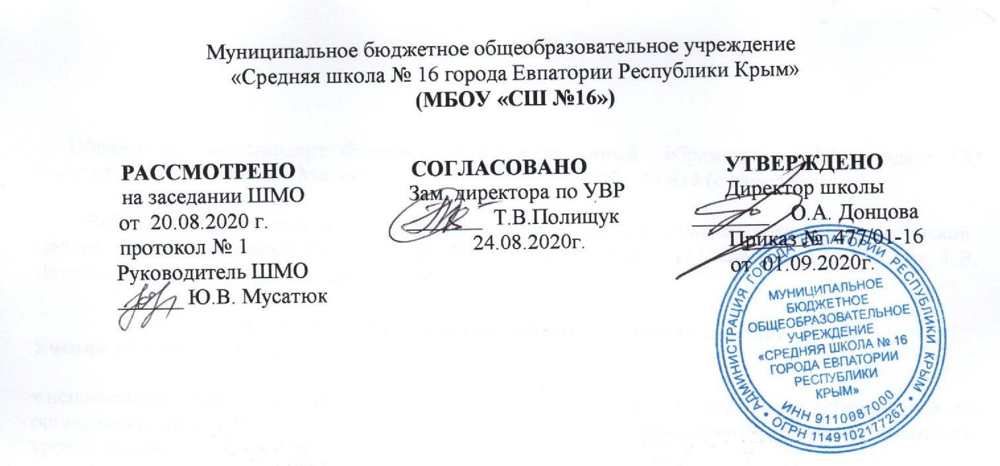 Муниципальное бюджетное общеобразовательное учреждение
«Средняя школа № 16 города Евпатории Республики Крым»
(МБОУ «СШ №16»)
РАССМОТРЕНО
на заседании ШМО
от 20.08.2020 г.
протокол № 1
Руководитель ШМО
Ю.В. Мусатюк
СОГЛАСОВАНО
Зам. директора по УВР
Т.В.Полищук
24.08.2020г.
УТВЕРЖДЕНО
Директор школы
О.А. Донцова
Приказ № 477/01-16
от 01.09.2020г.
АДМИНИСТРАЦИЯ ГОРОДА ЕВПАТОРИИ РЕСПУБЛИКИ КРЫМ
МУНИЦИПАЛЬНОЕ
БЮДЖЕТНОЕ
ОБЩЕОБРАЗОВАТЕЛЬНОЕ
УЧРЕЖДЕНИЕ
«СРЕДНЯЯ ШКОЛА № 16
ГОРОДА ЕВПАТОРИИ
РЕСПУБЛИКИ
КРЫМ»
ИНН 9110087000
ОГРН 1149102177267